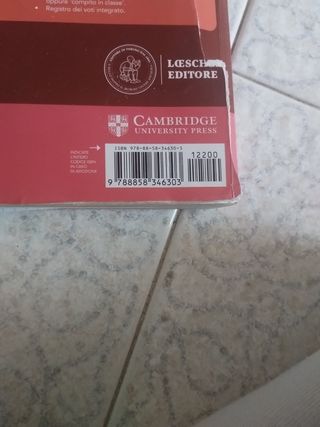 oppure 'compito in classe'.
• Registro dei voti integrato.
LŒSCHER
EDITORE
CAMBRIDGE
UNIVERSITY PRESS
ISBN 978-88-58-34630-3
12200
9 788858 346303